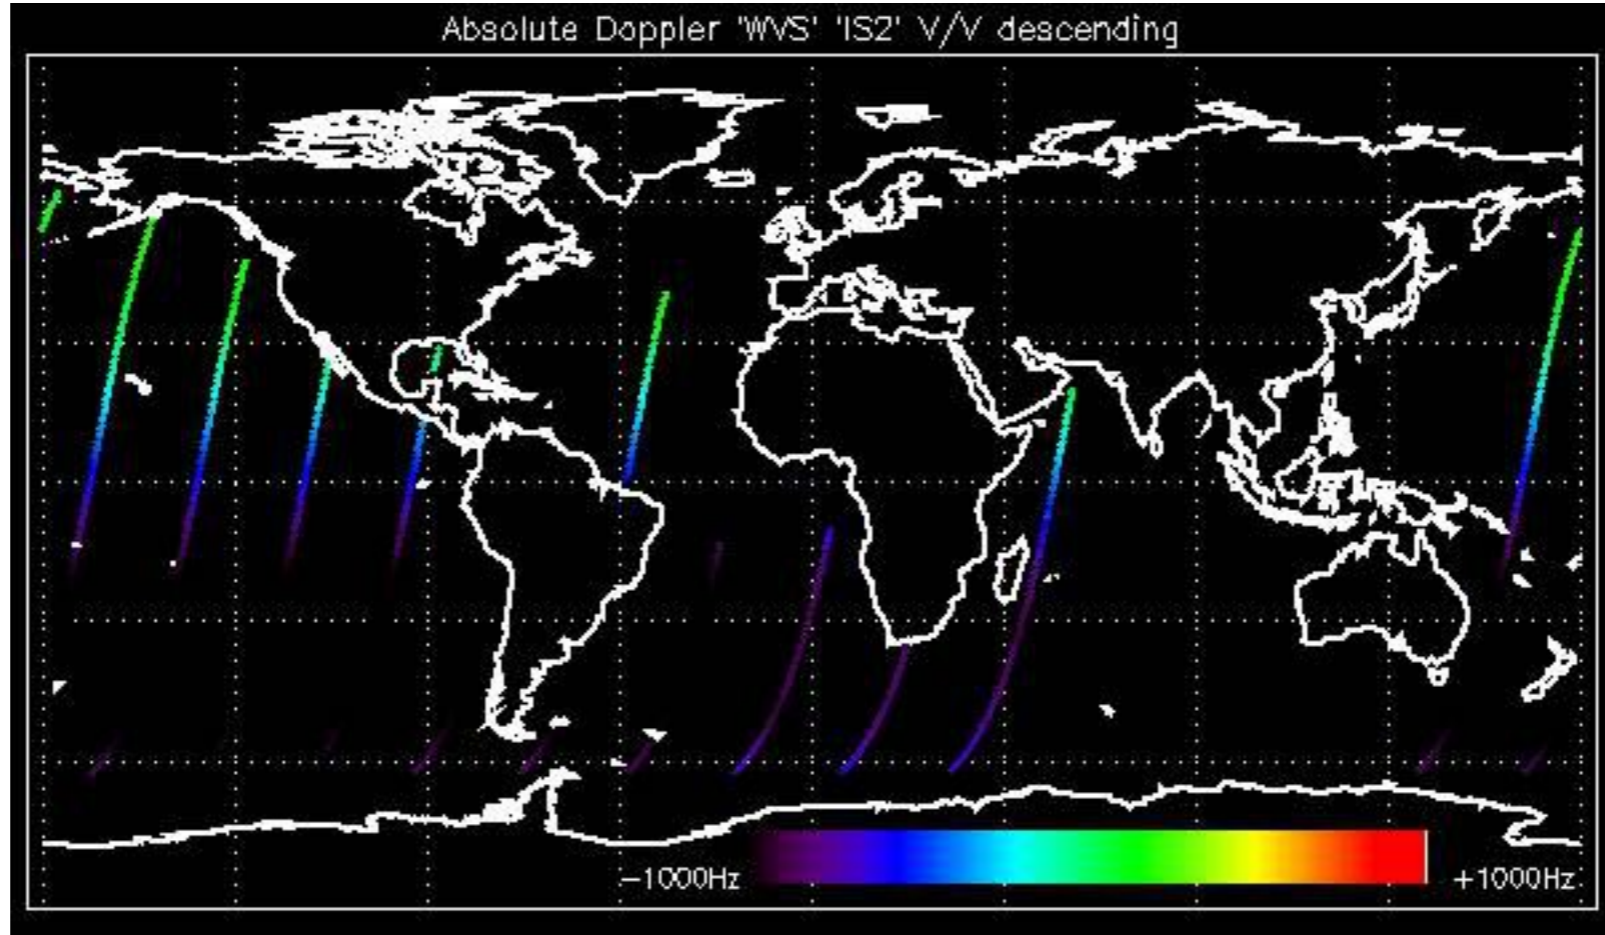 Absolute Doppler 'WVS' 'IS2' V/V descending
−1000Hz
+1000Hz